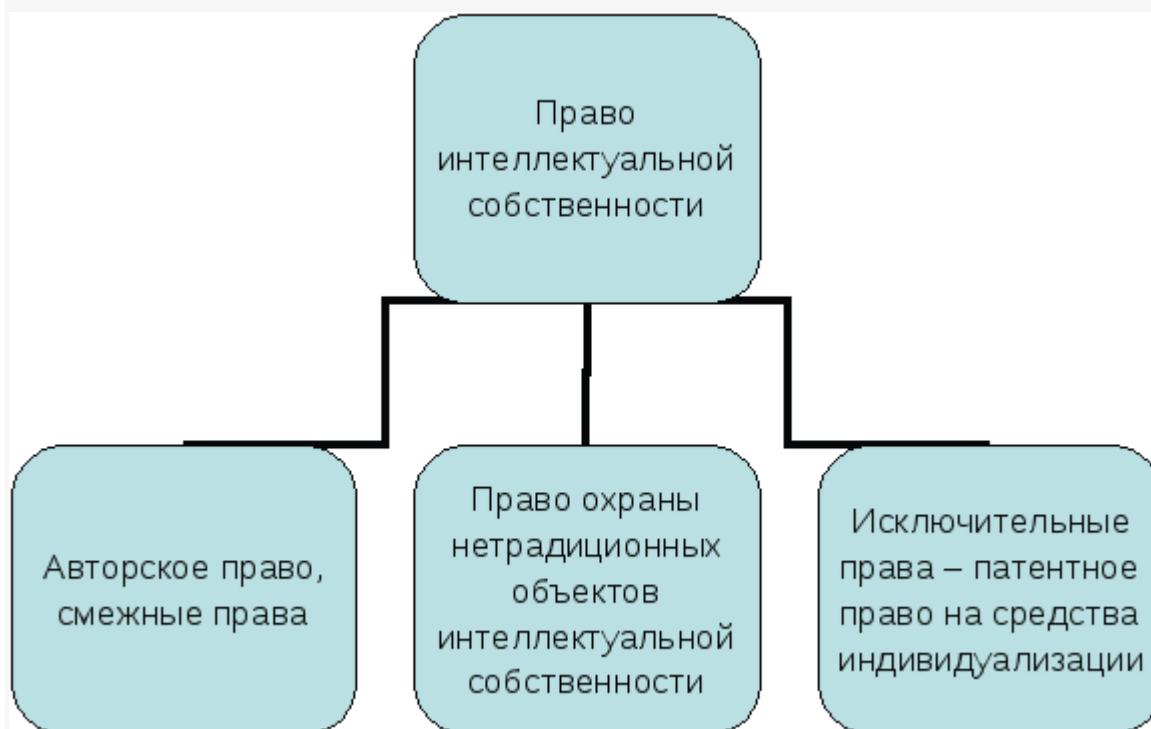 Право
интеллектуальной
собственности
Авторское право,
смежные права
Право охраны
нетрадиционных
объектов
интеллектуальной
собственности
Исключительные
права – патентное
право на средства
индивидуализации